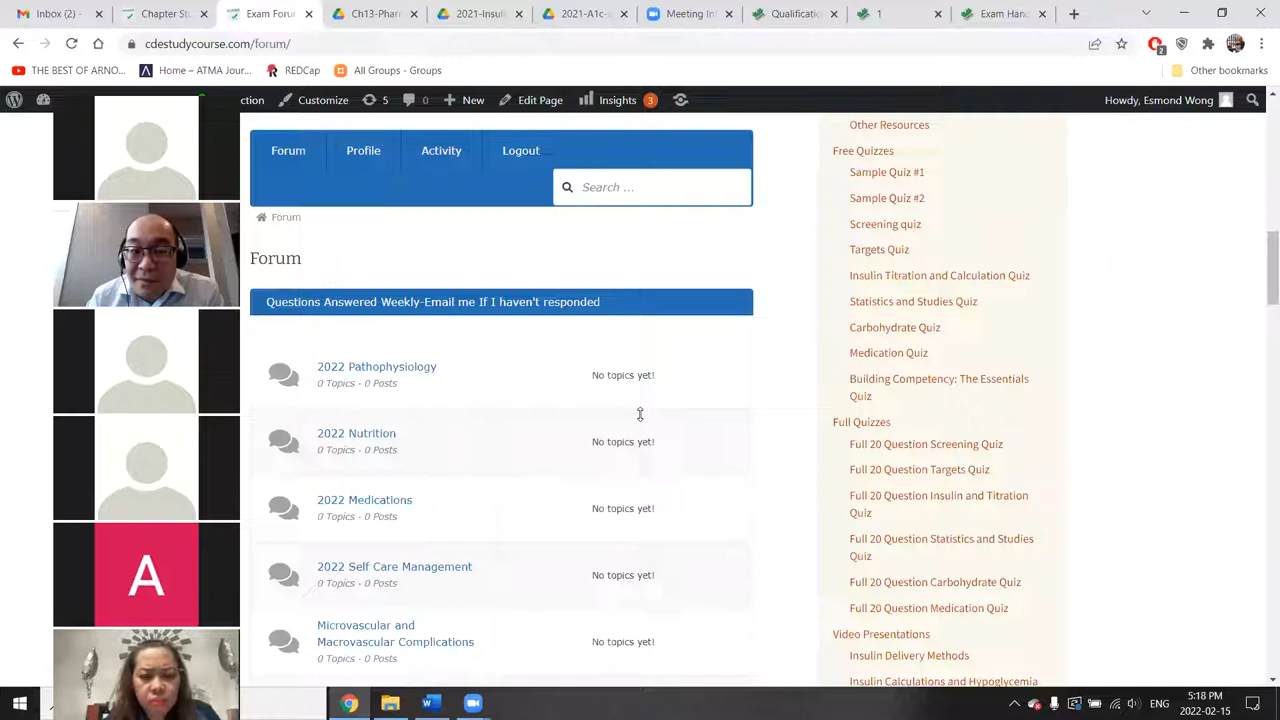 Inbox (2) -
Chapter Stu
Exam Prepa
Ch13-Phar
2021-Insuli
2021-A1c-
Meeting In
Qualificatio
1
Exam Hand
cdestudycourse.com/forum/
2
THE BEST OF ARNO...
Home – ATMA Jour...
REDCap
All Groups - Groups
Other bookmarks
ction
Customize
5
0
New
Edit Page
Insights
3
Howdy, Esmond Wong
Forum
Profile
Activity
Logout
Search ...
Forum
Forum
Questions Answered Weekly-Email me If I haven't responded
2022 Pathophysiology
0 Topics · 0 Posts
No topics yet!
2022 Nutrition
0 Topics · 0 Posts
No topics yet!
2022 Medications
0 Topics · 0 Posts
No topics yet!
2022 Self Care Management
0 Topics · 0 Posts
No topics yet!
Microvascular and
Macrovascular Complications
0 Topics · 0 Posts
No topics yet!
Other Resources
Free Quizzes
Sample Quiz #1
Sample Quiz #2
Screening quiz
Targets Quiz
Insulin Titration and Calculation Quiz
Statistics and Studies Quiz
Carbohydrate Quiz
Medication Quiz
Building Competency: The Essentials
Quiz
Full Quizzes
Full 20 Question Screening Quiz
Full 20 Question Targets Quiz
Full 20 Question Insulin and Titration
Quiz
Full 20 Question Statistics and Studies
Quiz
Full 20 Question Carbohydrate Quiz
Full 20 Question Medication Quiz
Video Presentations
Insulin Delivery Methods
Insulin Calculations and Hypoglycemia
A
ENG
5:18 PM
2022-02-15